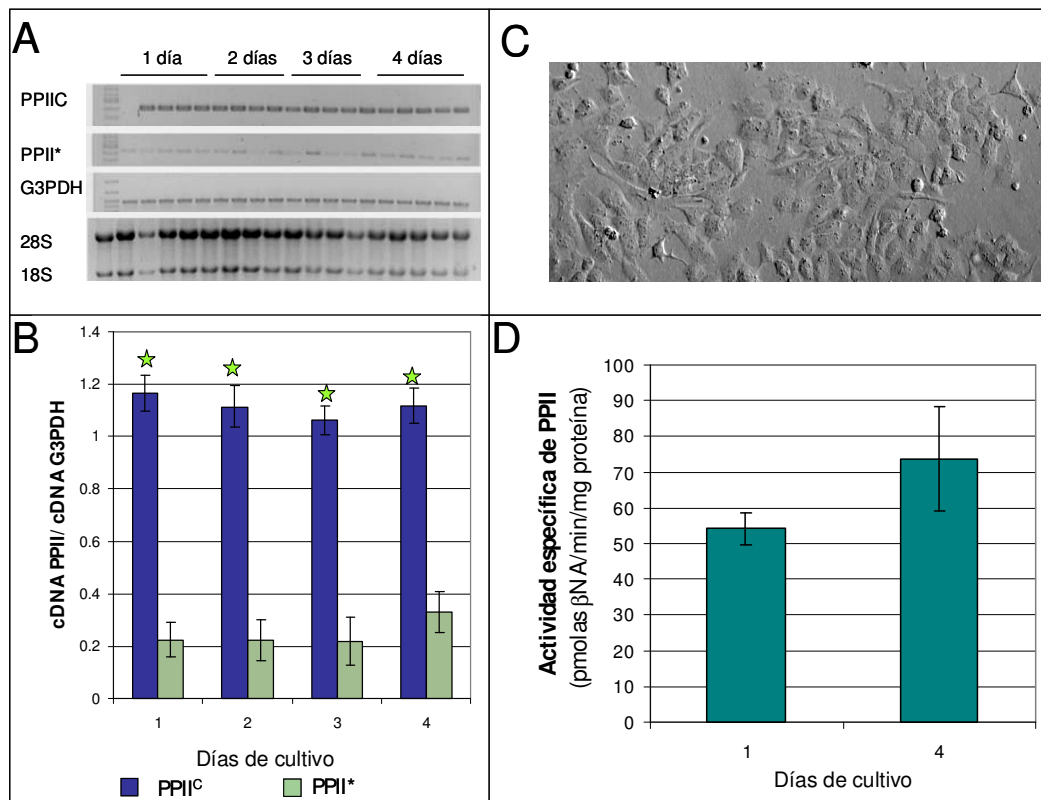 A
1 día 2 días 3 días 4 días
PPIIC
PPII*
G3PDH
28S
18S
C
B
cDNA PPII/ cDNA G3PDH
1.4
1.2
1
0.8
0.6
0.4
0.2
0
1 2 3 4
Días de cultivo
PPIIᶜ PPII*
D
Actividad específica de PPII
(pmolas βNA/min/mg proteína)
100
90
80
70
60
50
40
30
20
10
0
1 4
Días de cultivo